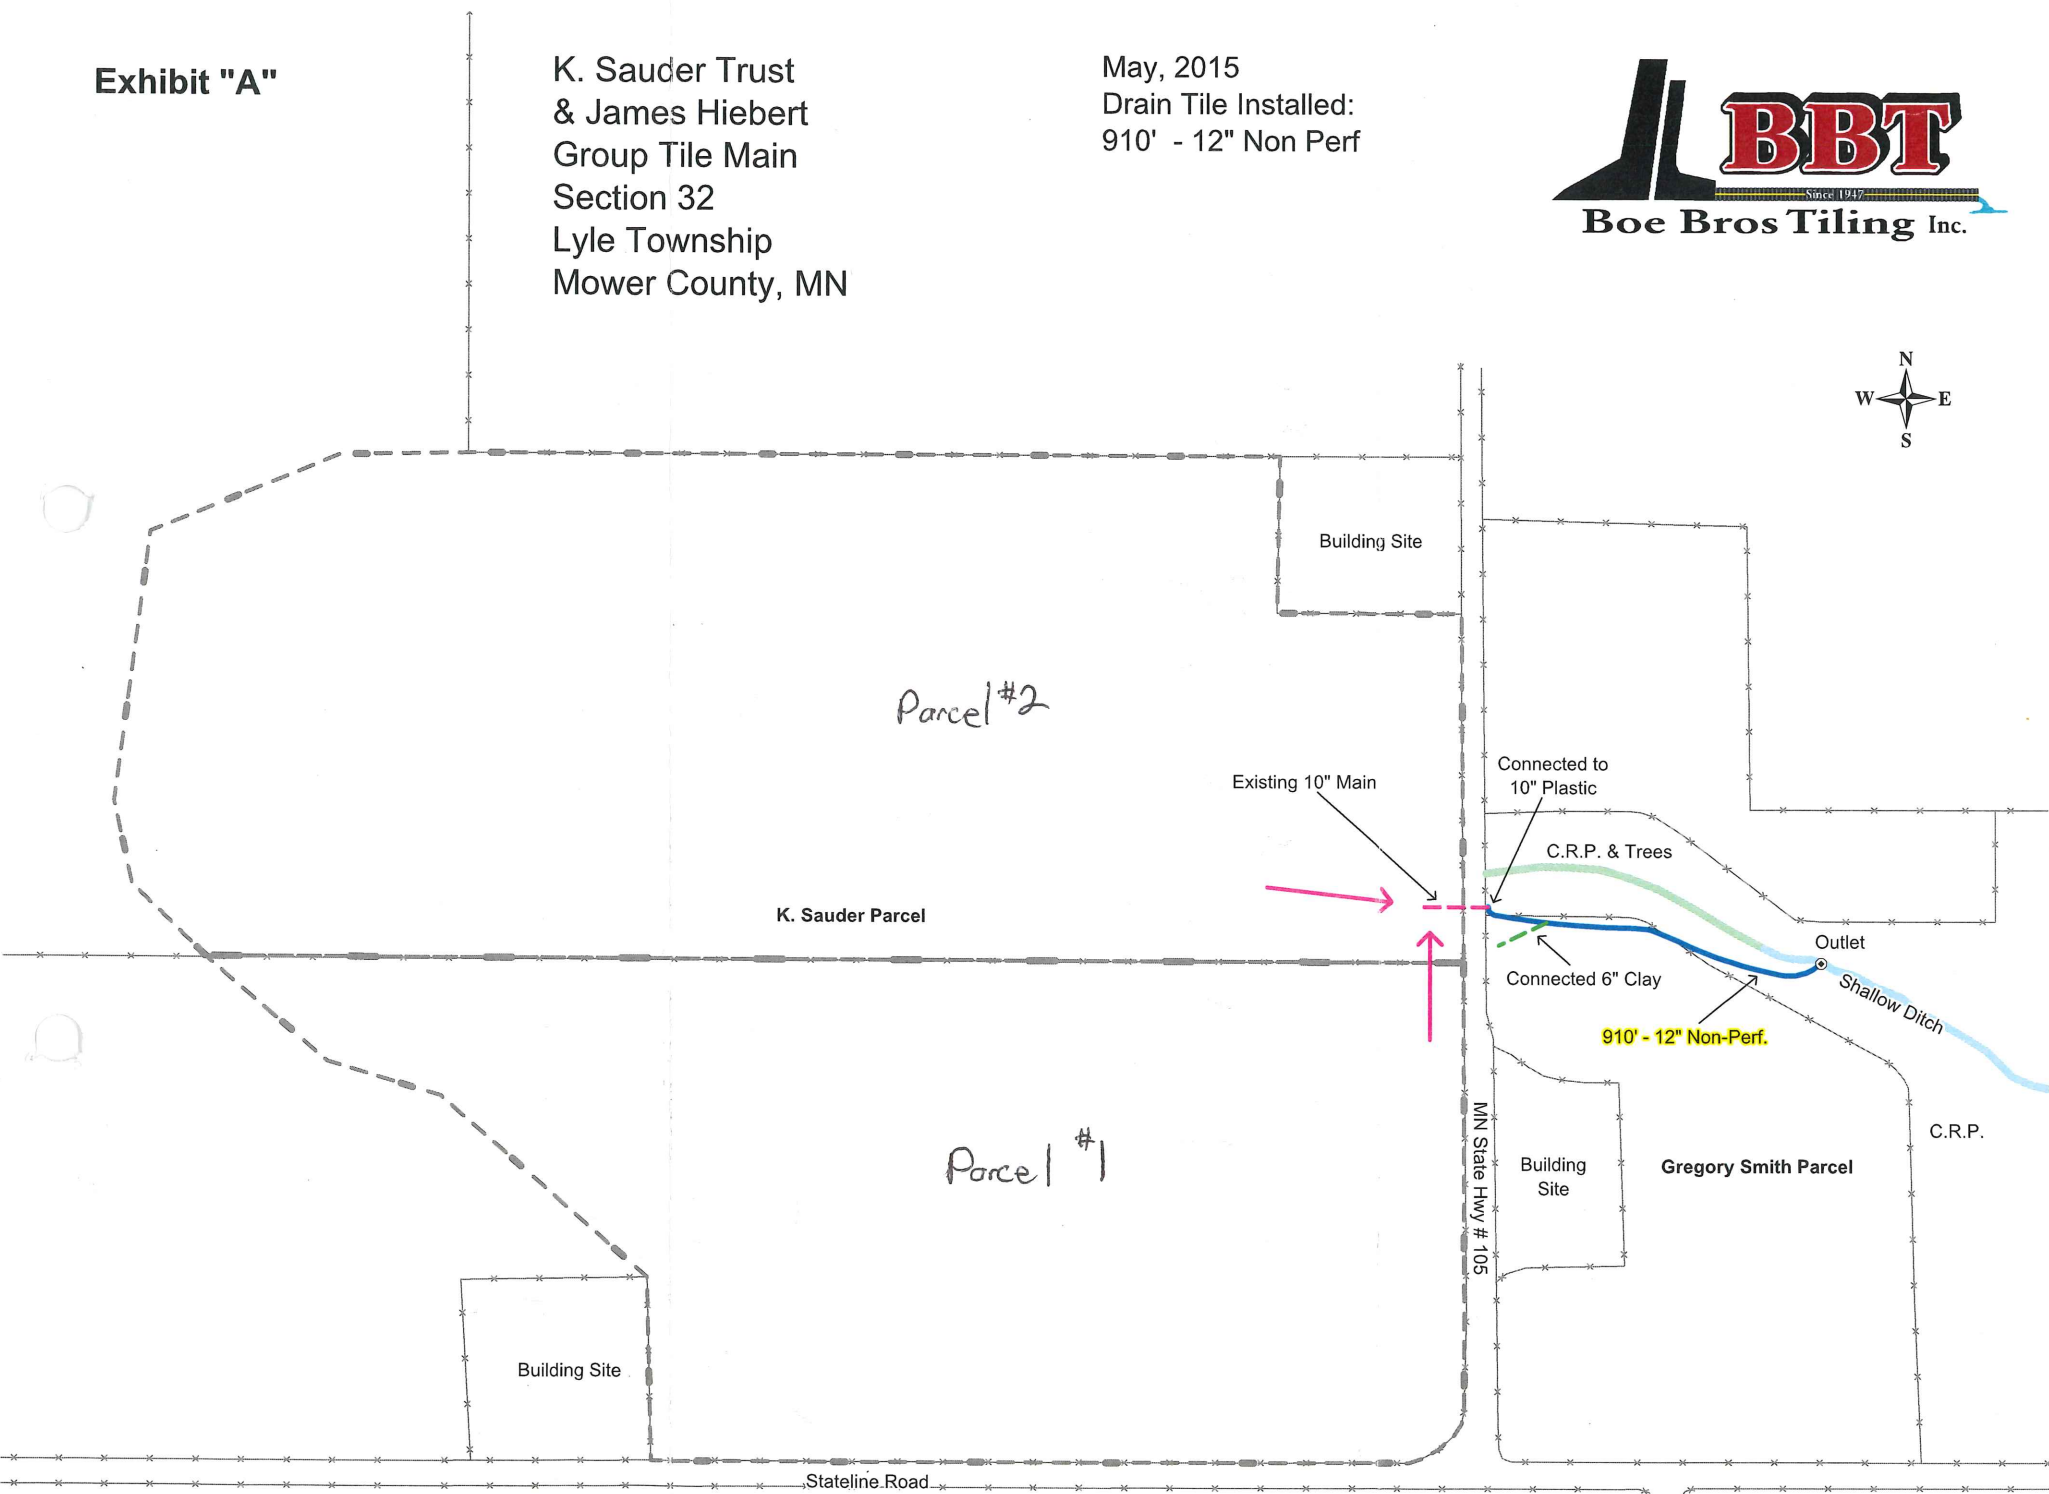 Exhibit "A"
K. Sauder Trust
& James Hiebert
Group Tile Main
Section 32
Lyle Township
Mower County, MN
May, 2015
Drain Tile Installed:
910' - 12" Non Perf
BBT
Since 1947
Boe Bros Tiling Inc.
N
W E
S
Building Site
Parcel #2
Existing 10" Main
Connected to
10" Plastic
C.R.P. & Trees
K. Sauder Parcel
Outlet
Connected 6" Clay
Shallow Ditch
910' - 12" Non-Perf.
MN State Hwy # 105
C.R.P.
Parcel #1
Building
Site
Gregory Smith Parcel
Building Site
Stateline Road